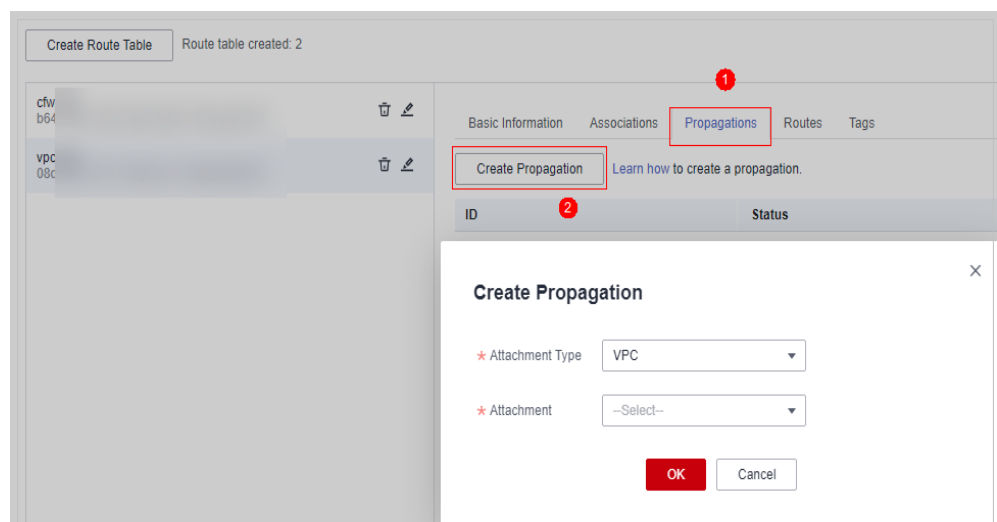 Create Route Table Route table created: 2
1
cfw
b64
Basic Information Associations Propagations Routes Tags
vpc
08c
Create Propagation Learn how to create a propagation.
2
ID Status
Create Propagation
* Attachment Type VPC
* Attachment --Select--
OK Cancel